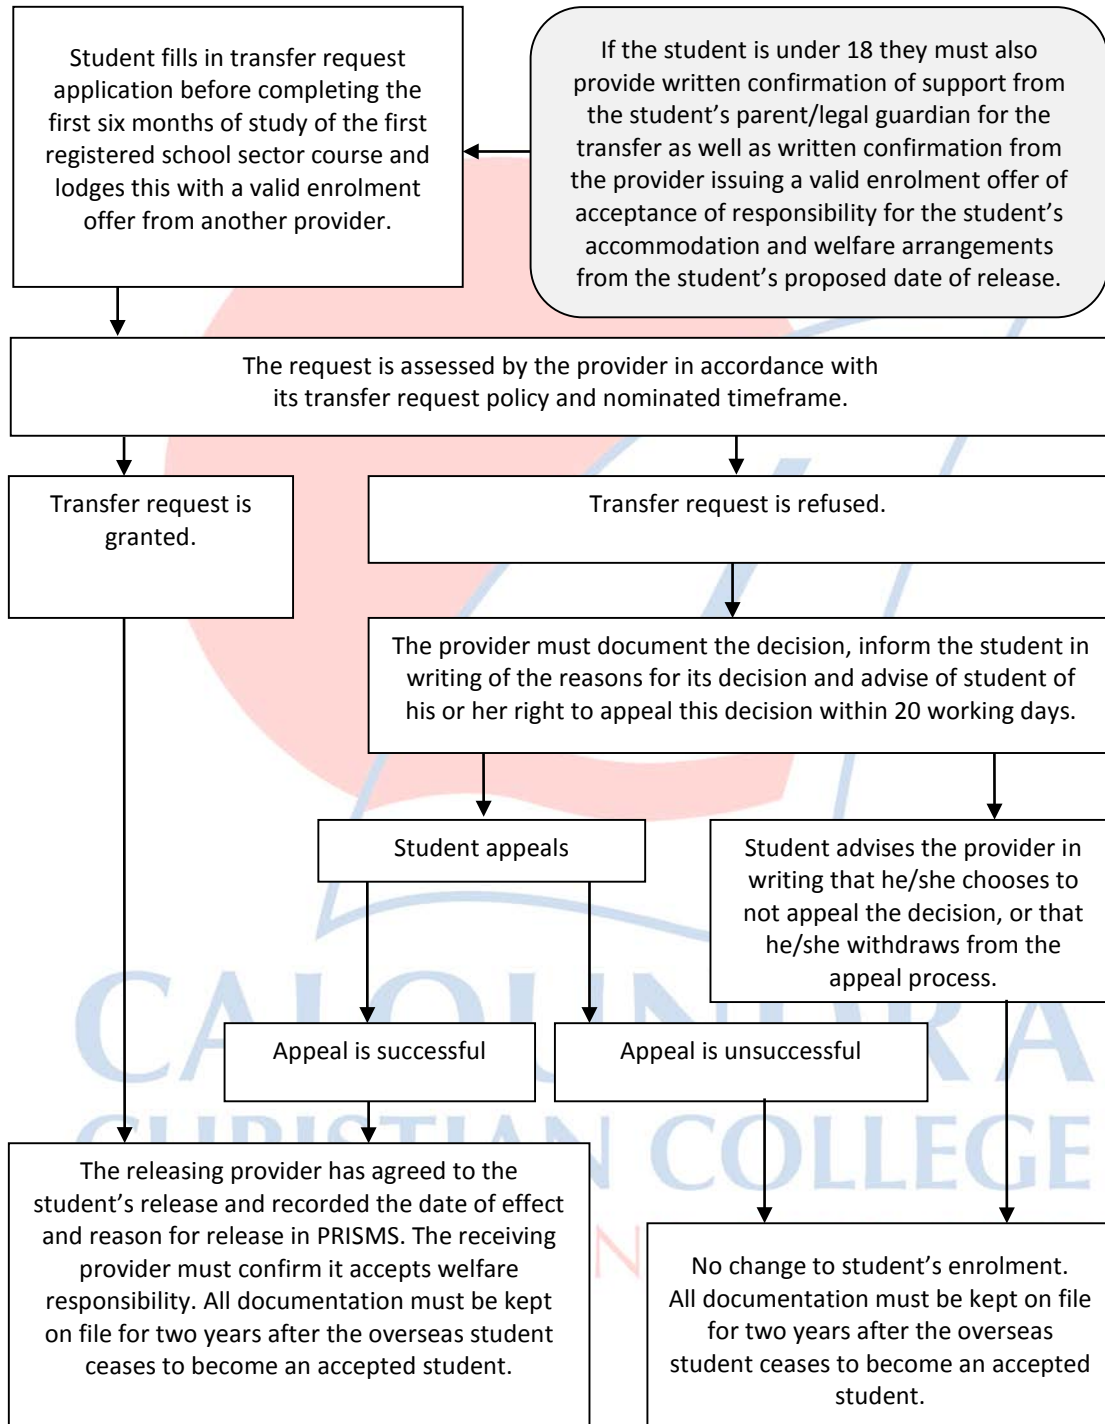 Student fills in transfer request
application before completing the
first six months of study of the first
registered school sector course and
lodges this with a valid enrolment
offer from another provider.
If the student is under 18 they must also
provide written confirmation of support from
the student’s parent/legal guardian for the
transfer as well as written confirmation from
the provider issuing a valid enrolment offer of
acceptance of responsibility for the student’s
accommodation and welfare arrangements
from the student’s proposed date of release.
The request is assessed by the provider in accordance with
its transfer request policy and nominated timeframe.
Transfer request is
granted.
Transfer request is refused.
The provider must document the decision, inform the student in
writing of the reasons for its decision and advise of student of
his or her right to appeal this decision within 20 working days.
Student appeals
Student advises the provider in
writing that he/she chooses to
not appeal the decision, or that
he/she withdraws from the
appeal process.
Appeal is successful
Appeal is unsuccessful
CALOUNDRA
CHRISTIAN COLLEGE
The releasing provider has agreed to the
student’s release and recorded the date of effect
and reason for release in PRISMS. The receiving
provider must confirm it accepts welfare
responsibility. All documentation must be kept
on file for two years after the overseas student
ceases to become an accepted student.
No change to student’s enrolment.
All documentation must be kept on file
for two years after the overseas
student ceases to become an accepted
student.